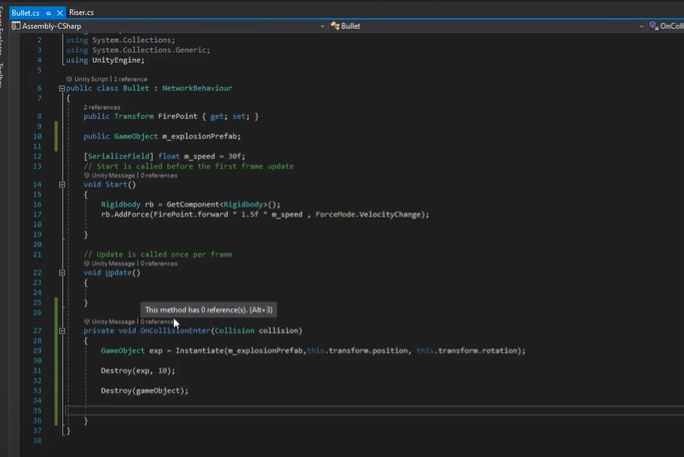 Bullet.cs
Riser.cs
Assembly-CSharp
Bullet
OnColli
2 using System.Collections;
3 using System.Collections.Generic;
4 using UnityEngine;
5
Unity Script | 1 reference
6 public class Bullet : NetworkBehaviour
7 {
2 references
8 public Transform FirePoint { get; set; }
9
10 public GameObject m_explosionPrefab;
11
12 [SerializeField] float m_speed = 30f;
13 // Start is called before the first frame update
Unity Message | 0 references
14 void Start()
15 {
16 Rigidbody rb = GetComponent<Rigidbody>();
17 rb.AddForce(FirePoint.forward * 1.5f * m_speed , ForceMode.VelocityChange);
18
19 }
20
21 // Update is called once per frame
Unity Message | 0 references
22 void Update()
23 {
24
25 }
26
This method has 0 reference(s). (Alt+3)
Unity Message | 0 reference
27 private void OnCollisionEnter(Collision collision)
28 {
29 GameObject exp = Instantiate(m_explosionPrefab,this.transform.position, this.transform.rotation);
30
31 Destroy(exp, 10);
32
33 Destroy(gameObject);
34
35
36 }
37 }
38